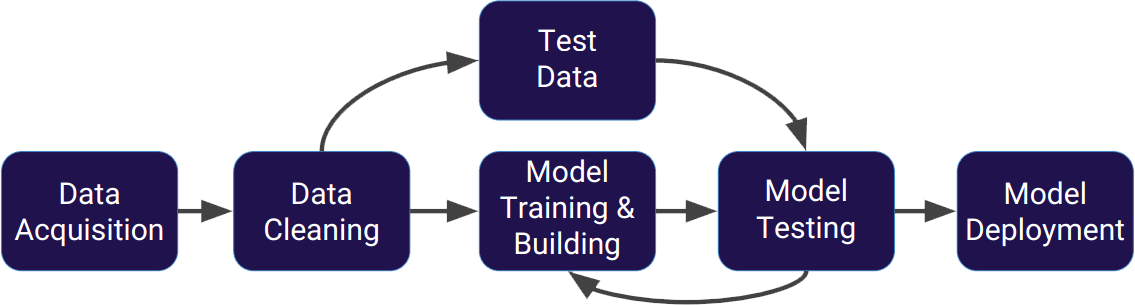 Test
Data
Data
Acquisition
Data
Cleaning
Model
Training &
Building
Model
Testing
Model
Deployment